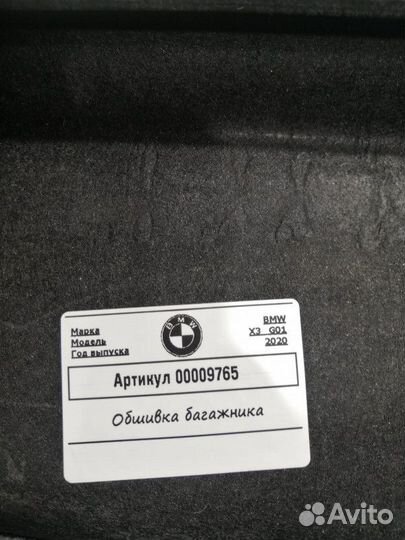 Марка BMW BMW
Модель X3 G01
Год выпуска 2020
Артикул 00009765
Обшивка багажника
Avito